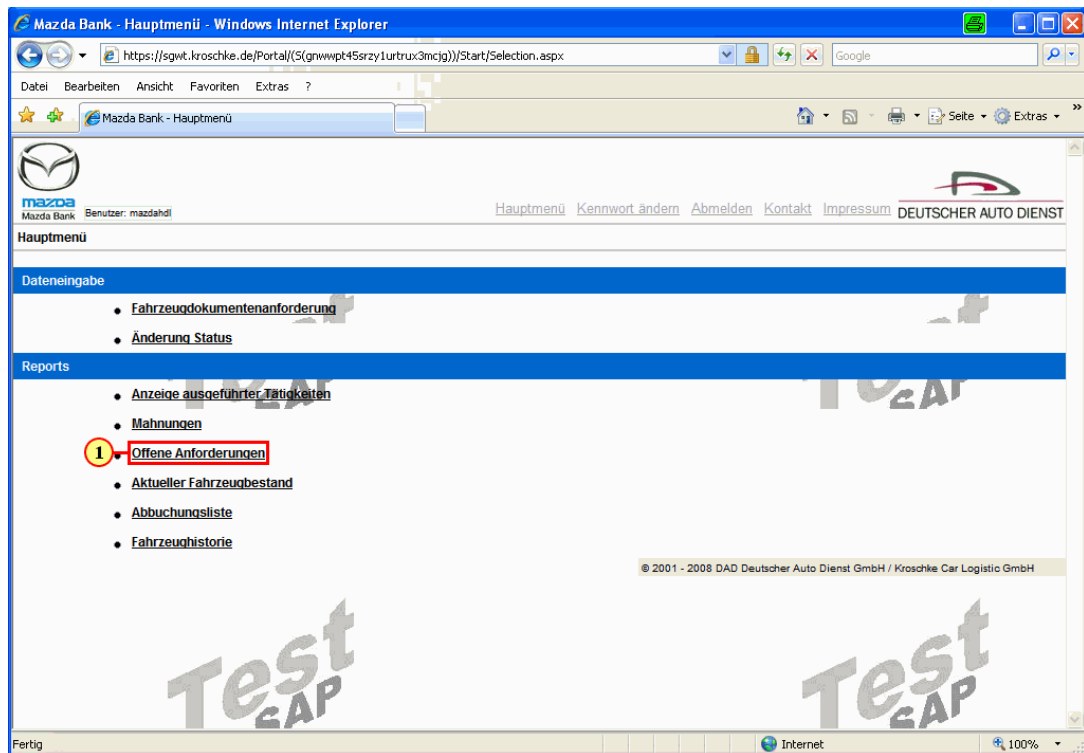 Mazda Bank - Hauptmenü - Windows Internet Explorer
https://sgwt.kroschke.de/Portal/(S(gnwwpt45srzy1urtrux3mcjg))/Start/Selection.aspx
Google
Datei Bearbeiten Ansicht Favoriten Extras ?
Mazda Bank - Hauptmenü
Seite Extras
mazda
Mazda Bank Benutzer: mazdahdl
Hauptmenü Kennwort ändern Abmelden Kontakt Impressum DEUTSCHER AUTO DIENST
Hauptmenü
Dateneingabe
Fahrzeugdokumentenanforderung
Änderung Status
Reports
Anzeige ausgeführter Tätigkeiten
Mahnungen
1 Offene Anforderungen
Aktueller Fahrzeugbestand
Abbuchungsliste
Fahrzeughistorie
© 2001 - 2008 DAD Deutscher Auto Dienst GmbH / Kroschke Car Logistic GmbH
Test Test
SAP SAP
Fertig Internet 100%